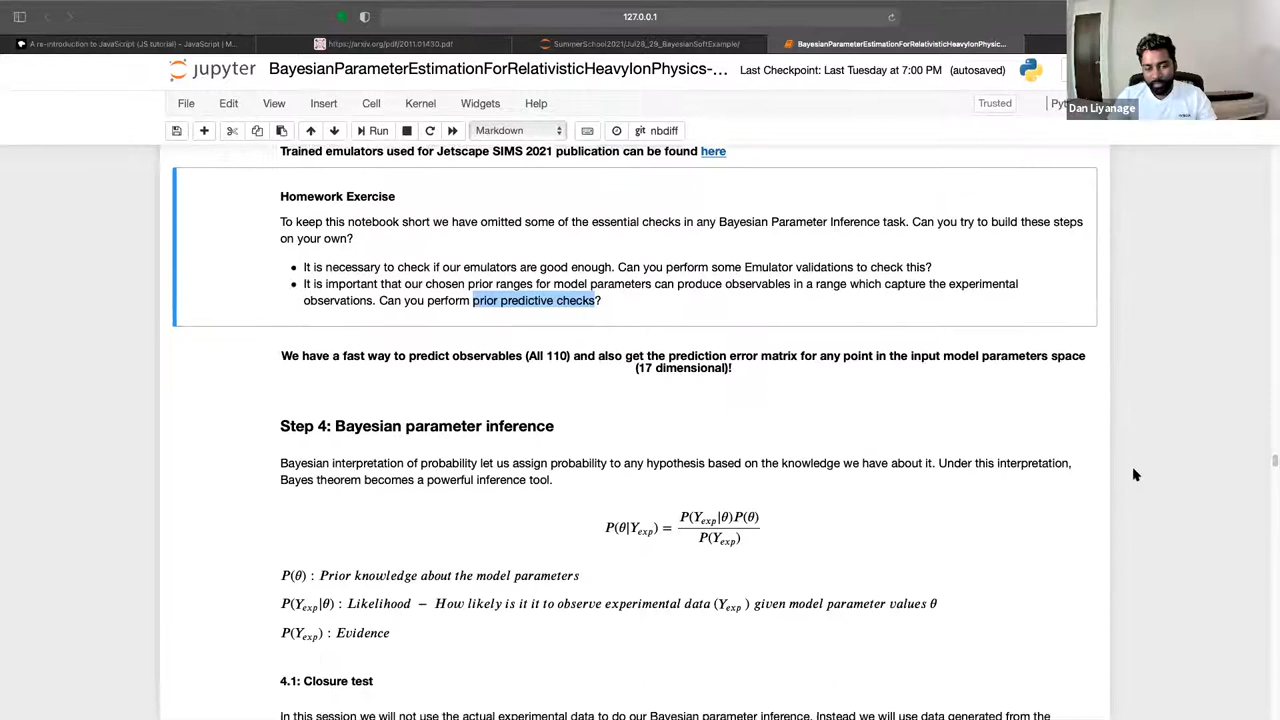 127.0.0.1
A re-introduction to JavaScript (JS tutorial) – JavaScript | M...
https://arxiv.org/pdf/2011.01430.pdf
SummerSchool2021/Jul28_29_BayesianSoftExample/
BayesianParameterEstimationForRelativisticHeavyIonPhysic...
jupyter BayesianParameterEstimationForRelativisticHeavyIonPhysics-... Last Checkpoint: Last Tuesday at 7:00 PM (autosaved)
Dan Liyanage
File Edit View Insert Cell Kernel Widgets Help Trusted
Run Markdown git nbdiff
Trained emulators used for Jetscape SIMS 2021 publication can be found here
Homework Exercise
To keep this notebook short we have omitted some of the essential checks in any Bayesian Parameter Inference task. Can you try to build these steps
on your own?
• It is necessary to check if our emulators are good enough. Can you perform some Emulator validations to check this?
• It is important that our chosen prior ranges for model parameters can produce observables in a range which capture the experimental
observations. Can you perform prior predictive checks?
We have a fast way to predict observables (All 110) and also get the prediction error matrix for any point in the input model parameters space
(17 dimensional)!
Step 4: Bayesian parameter inference
Bayesian interpretation of probability let us assign probability to any hypothesis based on the knowledge we have about it. Under this interpretation,
Bayes theorem becomes a powerful inference tool.
P(θ|Y_exp) = P(Y_exp|θ)P(θ) / P(Y_exp)
P(θ) : Prior knowledge about the model parameters
P(Y_exp|θ) : Likelihood − How likely is it it to observe experimental data (Y_exp ) given model parameter values θ
P(Y_exp) : Evidence
4.1: Closure test
In this session we will not use the actual experimental data to do our Bayesian parameter inference. Instead we will use data generated from the